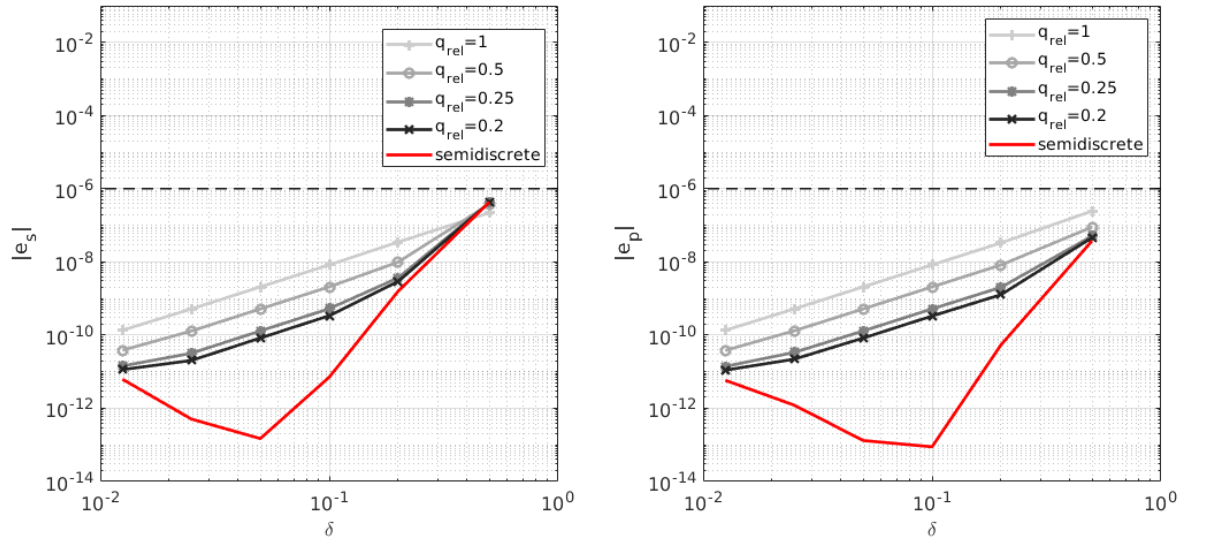 10^-2
10^-4
10^-6
10^-8
10^-10
10^-12
10^-14
|e_s|
10^-2
10^-1
10^0
δ
q_rel=1
q_rel=0.5
q_rel=0.25
q_rel=0.2
semidiscrete
10^-2
10^-4
10^-6
10^-8
10^-10
10^-12
10^-14
|e_p|
10^-2
10^-1
10^0
δ
q_rel=1
q_rel=0.5
q_rel=0.25
q_rel=0.2
semidiscrete